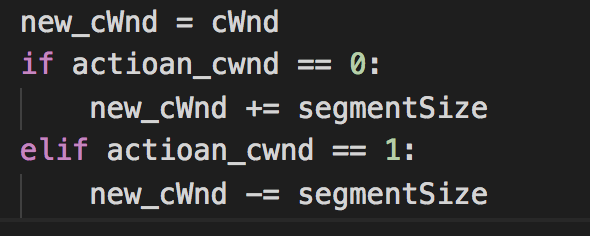 new_cWnd = cWnd
if actioan_cwnd == 0:
    new_cWnd += segmentSize
elif actioan_cwnd == 1:
    new_cWnd -= segmentSize